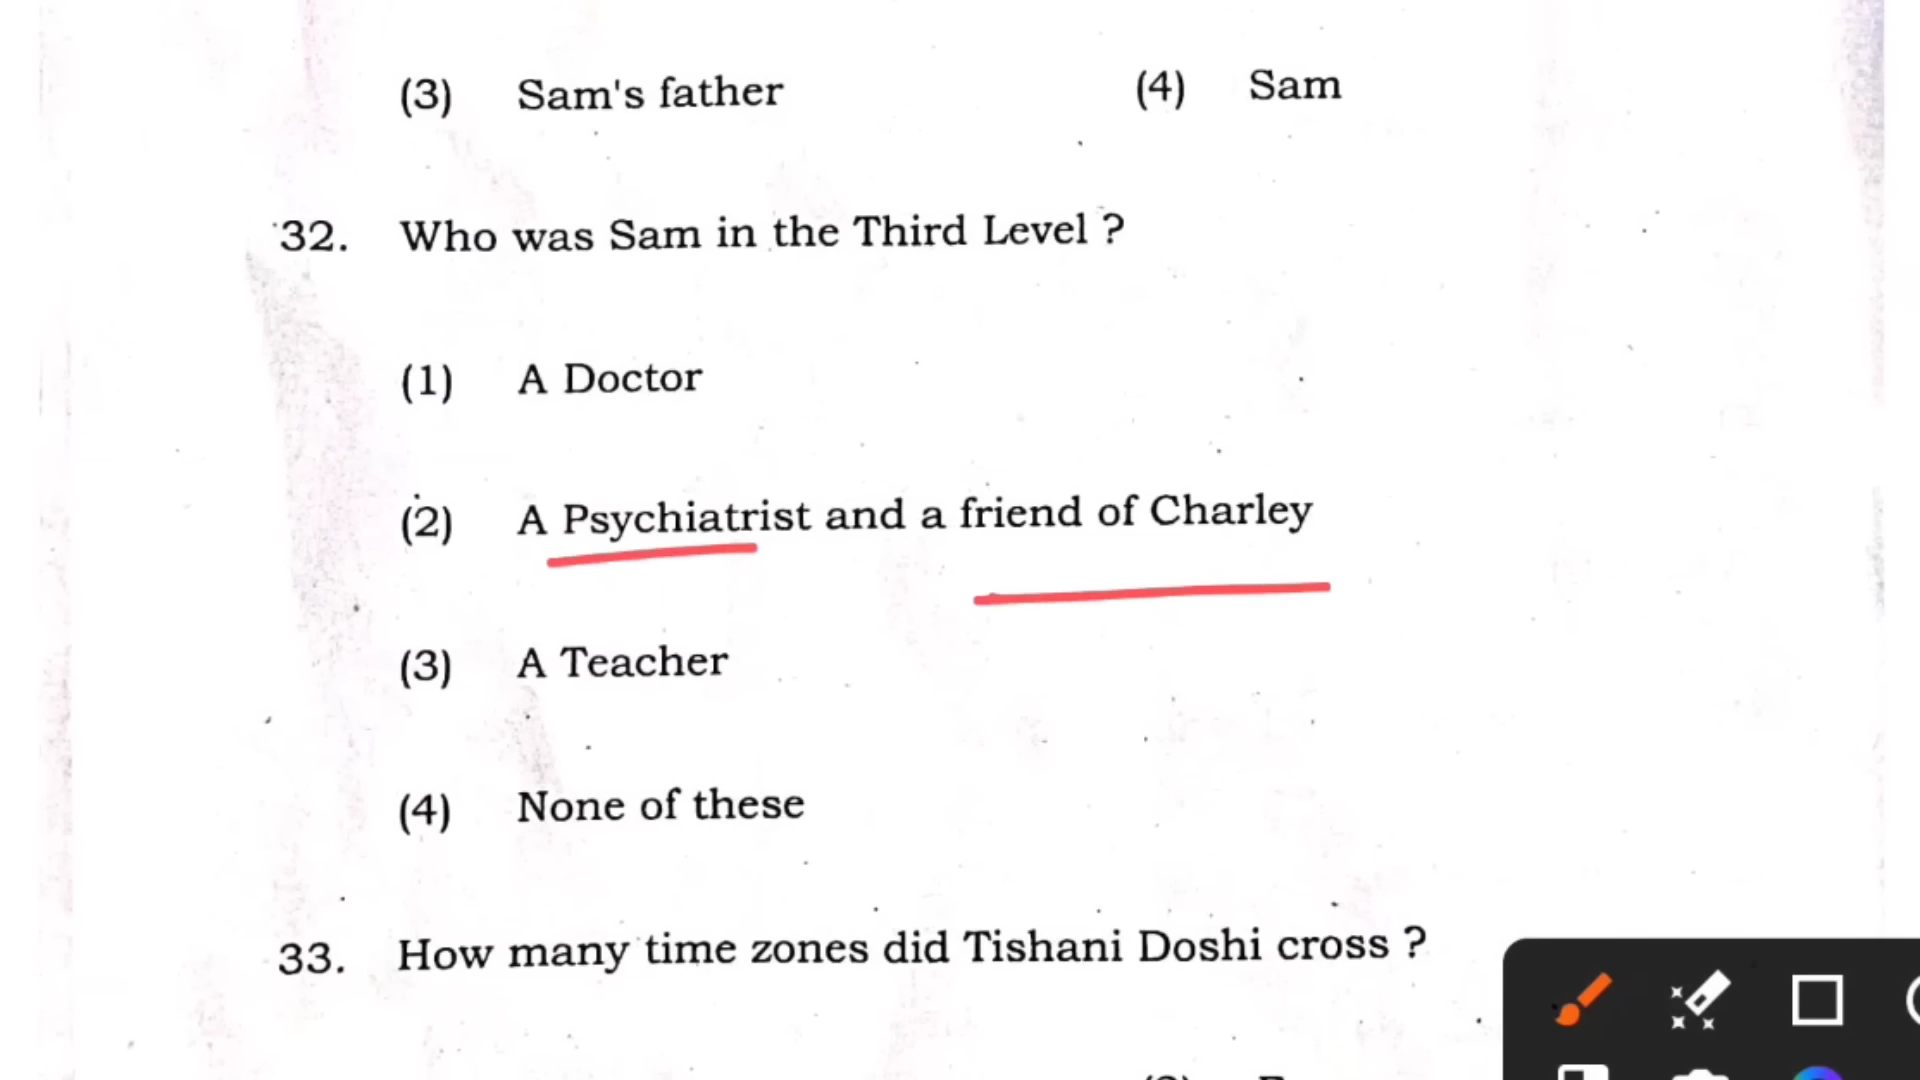 (3) Sam's father (4) Sam
32. Who was Sam in the Third Level ?
(1) A Doctor
(2) A Psychiatrist and a friend of Charley
(3) A Teacher
(4) None of these
33. How many time zones did Tishani Doshi cross ?